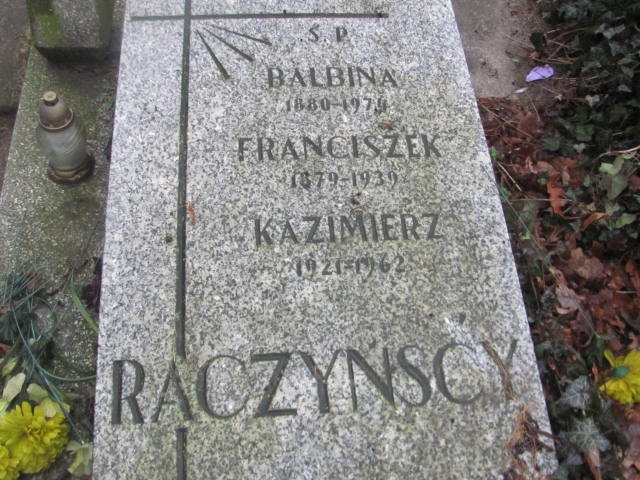 Ś.P.
BALBINA
1880-1970
FRANCISZEK
1879-1939
KAZIMIERZ
1921-1962
RACZYŃSCY